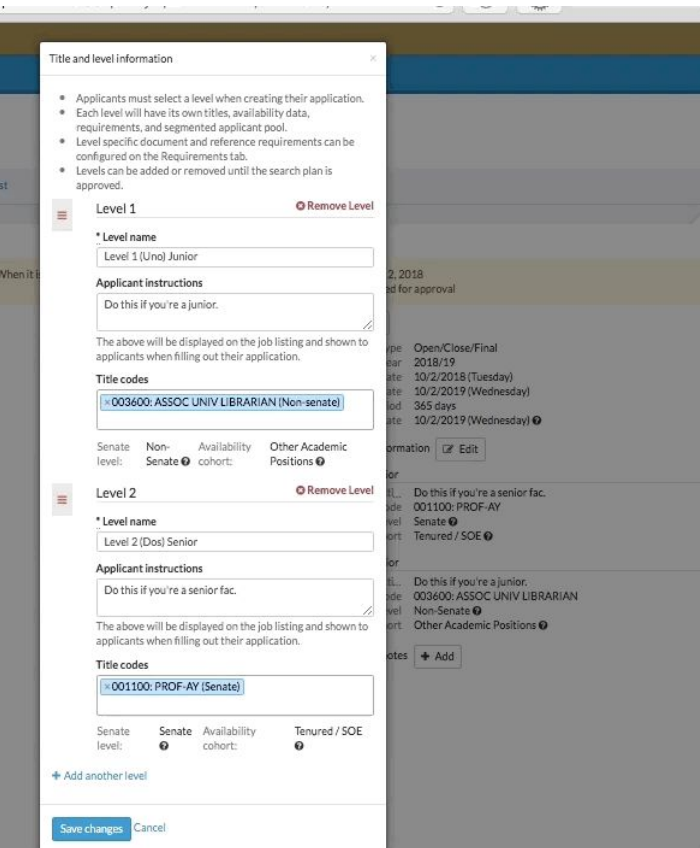 Title and level information
×
Applicants must select a level when creating their application.
Each level will have its own titles, availability data,
requirements, and segmented applicant pool.
Level specific document and reference requirements can be
configured on the Requirements tab.
Levels can be added or removed until the search plan is
approved.
Level 1
Remove Level
* Level name
Level 1 (Uno) Junior
Applicant instructions
Do this if you're a junior.
The above will be displayed on the job listing and shown to
applicants when filling out their application.
Title codes
×003600: ASSOC UNIV LIBRARIAN (Non-senate)
Senate level: Non-Senate Availability cohort: Other Academic Positions
Level 2
Remove Level
* Level name
Level 2 (Dos) Senior
Applicant instructions
Do this if you're a senior fac.
The above will be displayed on the job listing and shown to
applicants when filling out their application.
Title codes
×001100: PROF-AY (Senate)
Senate level: Senate Availability cohort: Tenured / SOE
+ Add another level
Save changes Cancel
When it is
2, 2018
ed for approval
Open/Close/Final
2018/19
10/2/2018 (Tuesday)
10/2/2019 (Wednesday)
365 days
10/2/2019 (Wednesday)
ormation Edit
ior
Do this if you're a senior fac.
001100: PROF-AY
Senate
Tenured / SOE
ior
Do this if you're a junior.
003600: ASSOC UNIV LIBRARIAN
Non-Senate
Other Academic Positions
otes + Add